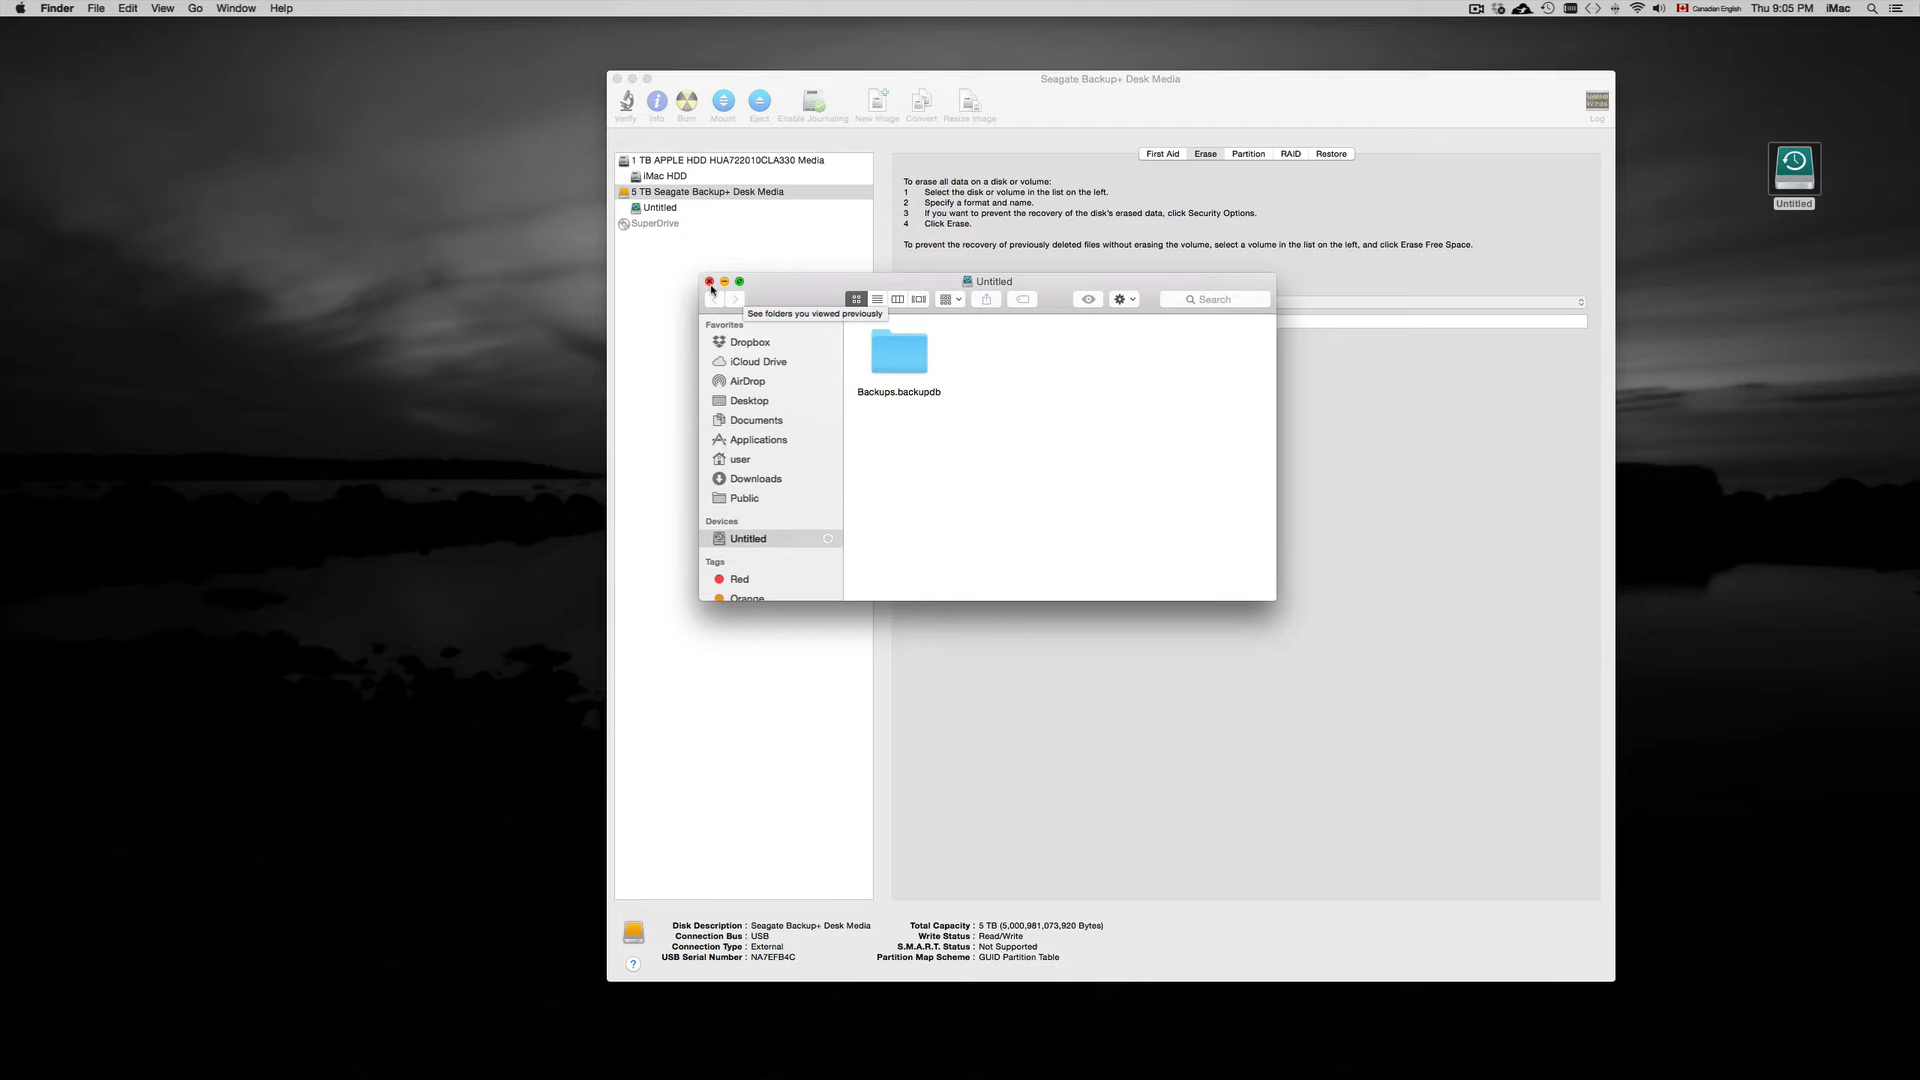 Finder File Edit View Go Window Help
Canadian English Thu 9:05 PM iMac
Seagate Backup+ Desk Media
Verify Info Burn Mount Eject Enable Journaling New Image Convert Resize Image Log
1 TB APPLE HDD HUA722010CLA330 Media
iMac HDD
5 TB Seagate Backup+ Desk Media
Untitled
SuperDrive
First Aid Erase Partition RAID Restore
To erase all data on a disk or volume:
1 Select the disk or volume in the list on the left.
2 Specify a format and name.
3 If you want to prevent the recovery of the disk's erased data, click Security Options.
4 Click Erase.
To prevent the recovery of previously deleted files without erasing the volume, select a volume in the list on the left, and click Erase Free Space.
Untitled
Untitled
Search
See folders you viewed previously
Favorites
Dropbox
iCloud Drive
AirDrop
Desktop
Documents
Applications
user
Downloads
Public
Devices
Untitled
Tags
Red
Orange
Backups.backupdb
Disk Description : Seagate Backup+ Desk Media
Connection Bus : USB
Connection Type : External
USB Serial Number : NA7EFB4C
Total Capacity : 5 TB (5,000,981,073,920 Bytes)
Write Status : Read/Write
S.M.A.R.T. Status : Not Supported
Partition Map Scheme : GUID Partition Table